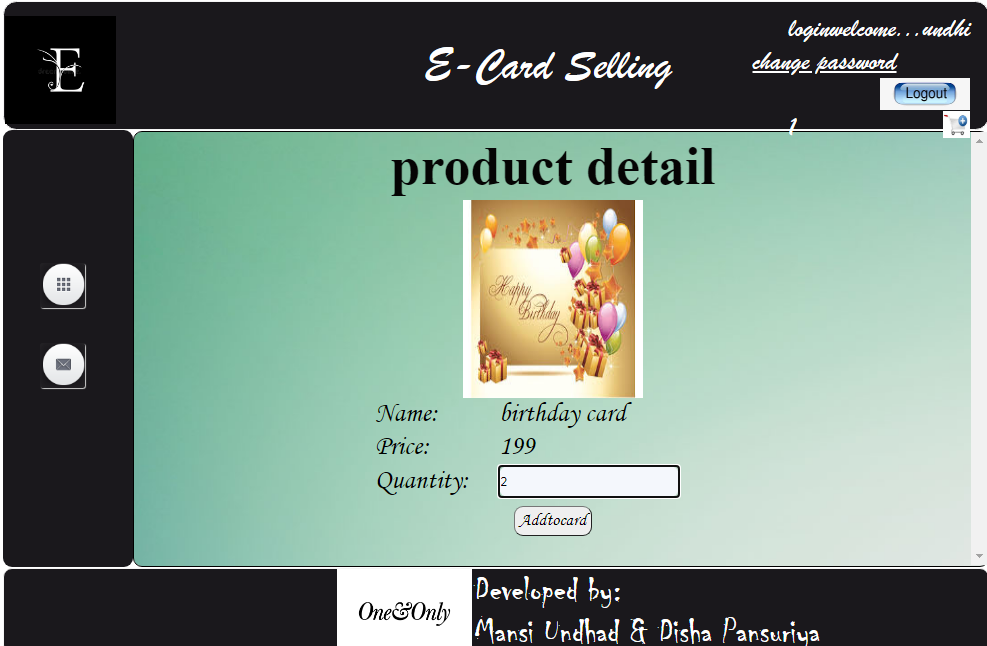 E
E-Card Selling
loginwelcome...undhi
change password
Logout
1
product detail
Happy
Birthday
Name: birthday card
Price: 199
Quantity: 2
Addtocard
One&Only
Developed by:
Mansi Undhad & Disha Pansuriya